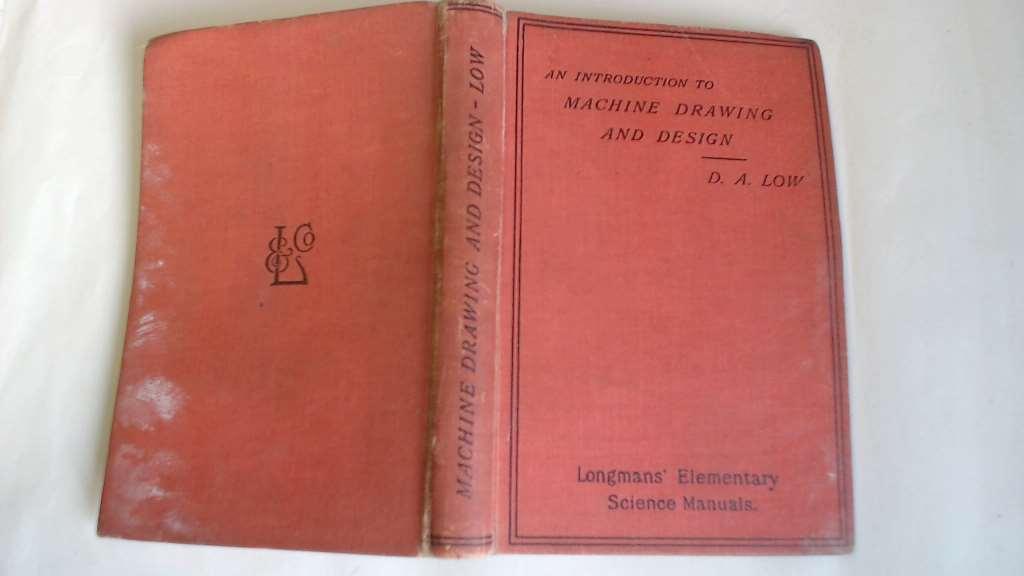 L & Co
MACHINE DRAWING AND DESIGN - LOW
AN INTRODUCTION TO
MACHINE DRAWING
AND DESIGN
D. A. LOW
Longmans' Elementary
Science Manuals.